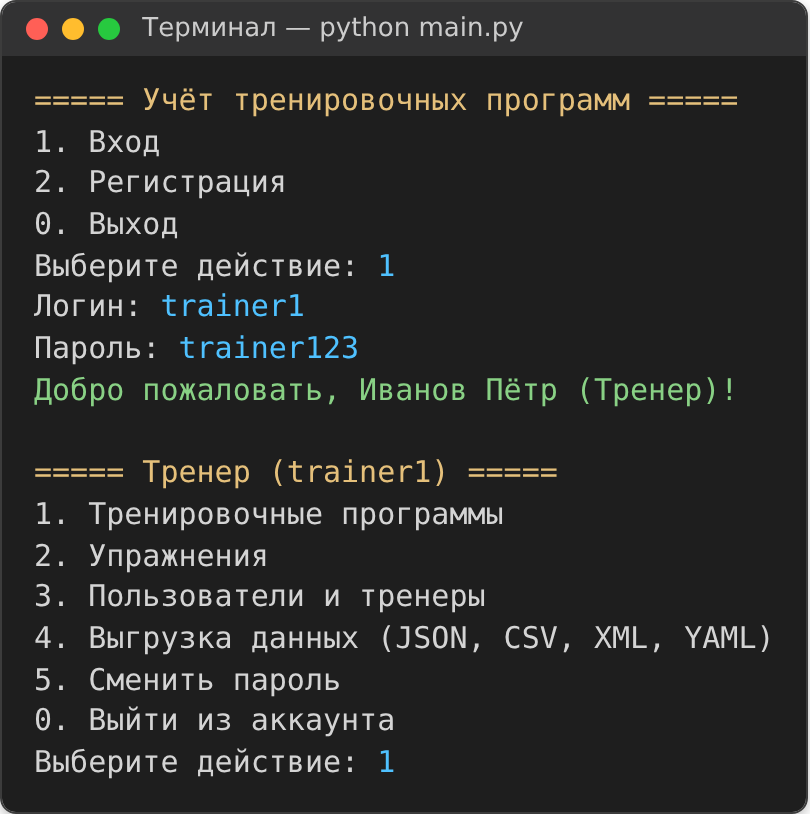 Терминал — python main.py
===== Учёт тренировочных программ =====
1. Вход
2. Регистрация
0. Выход
Выберите действие: 1
Логин: trainer1
Пароль: trainer123
Добро пожаловать, Иванов Пётр (Тренер)!
===== Тренер (trainer1) =====
1. Тренировочные программы
2. Упражнения
3. Пользователи и тренеры
4. Выгрузка данных (JSON, CSV, XML, YAML)
5. Сменить пароль
0. Выйти из аккаунта
Выберите действие: 1